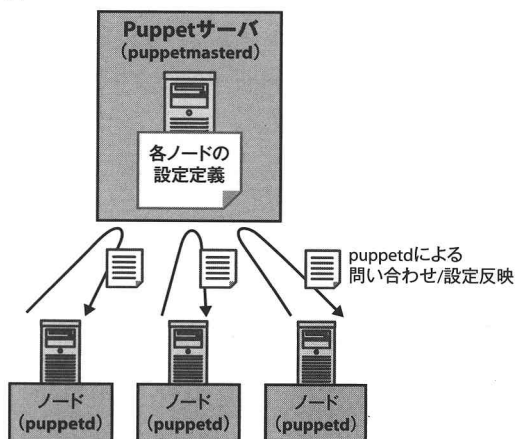 Puppetサーバ
(puppetmasterd)
各ノードの
設定定義
puppetdによる
問い合わせ/設定反映
ノード
(puppetd)
ノード
(puppetd)
ノード
(puppetd)